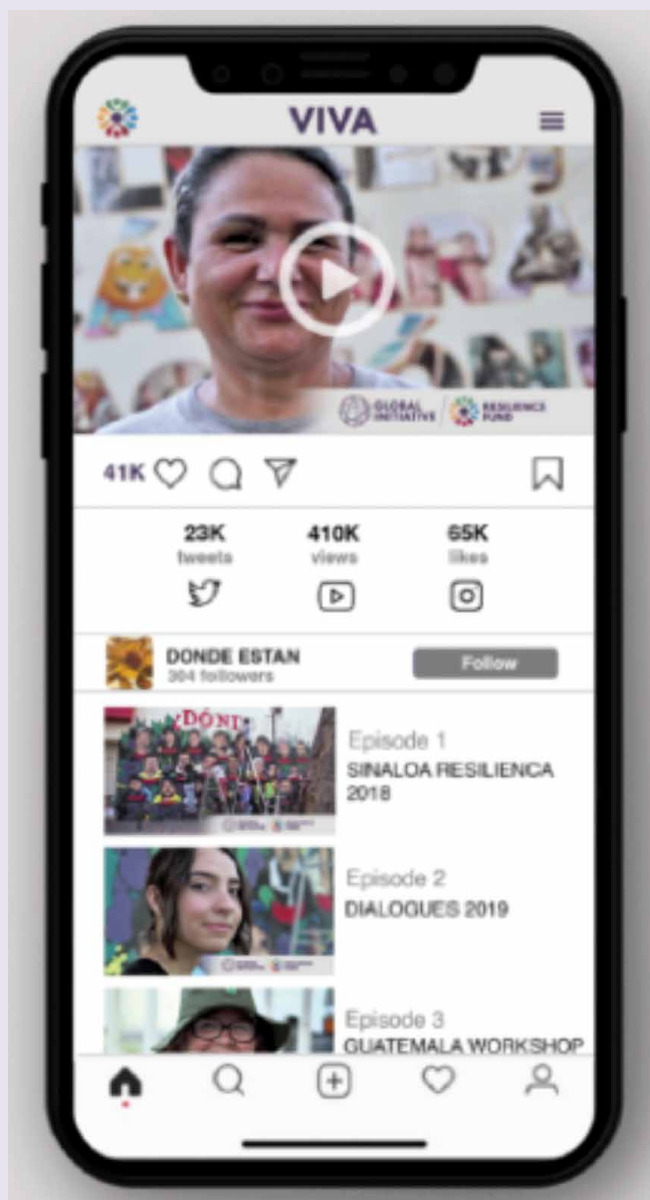 VIVA
GLOBAL
INITIATIVE
RESILIENCE
FUND
41K
23K
tweets
410K
views
65K
likes
DONDE ESTAN
304 followers
Follow
¿DÓNDE
Episode 1
SINALOA RESILIENCA
2018
Episode 2
DIALOGUES 2019
Episode 3
GUATEMALA WORKSHOP